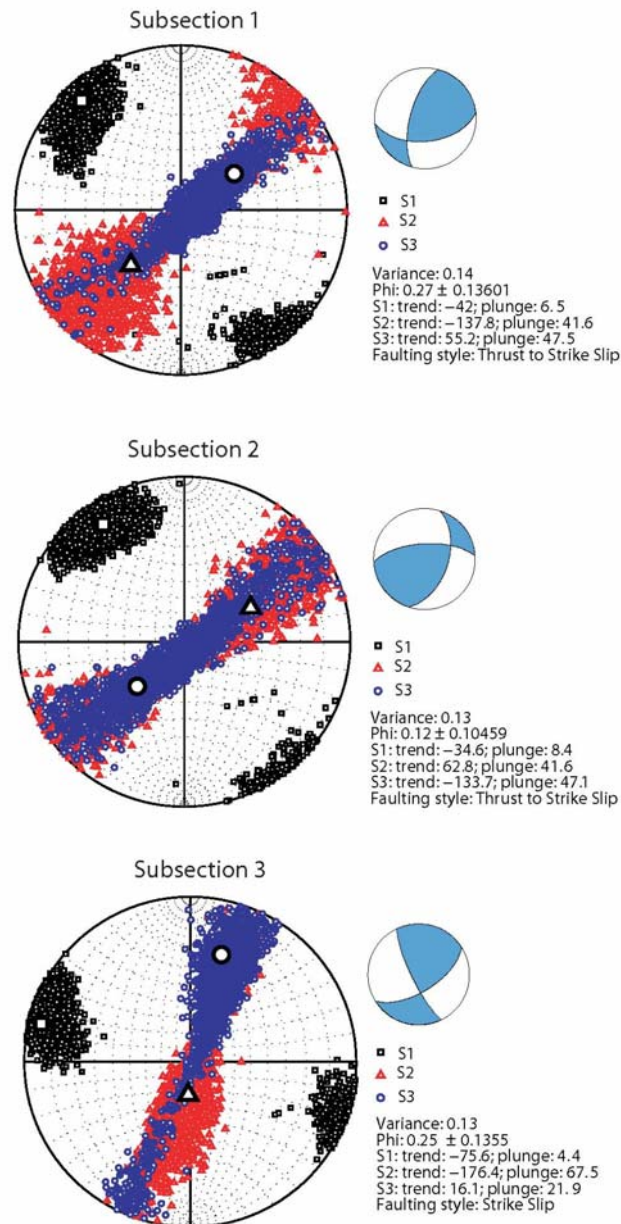 Subsection 1
S1
S2
S3
Variance: 0.14
Phi: 0.27 ± 0.13601
S1: trend: −42; plunge: 6.5
S2: trend: −137.8; plunge: 41.6
S3: trend: 55.2; plunge: 47.5
Faulting style: Thrust to Strike Slip
Subsection 2
S1
S2
S3
Variance: 0.13
Phi: 0.12 ± 0.10459
S1: trend: −34.6; plunge: 8.4
S2: trend: 62.8; plunge: 41.6
S3: trend: −133.7; plunge: 47.1
Faulting style: Thrust to Strike Slip
Subsection 3
S1
S2
S3
Variance: 0.13
Phi: 0.25 ± 0.1355
S1: trend: −75.6; plunge: 4.4
S2: trend: −176.4; plunge: 67.5
S3: trend: 16.1; plunge: 21.9
Faulting style: Strike Slip